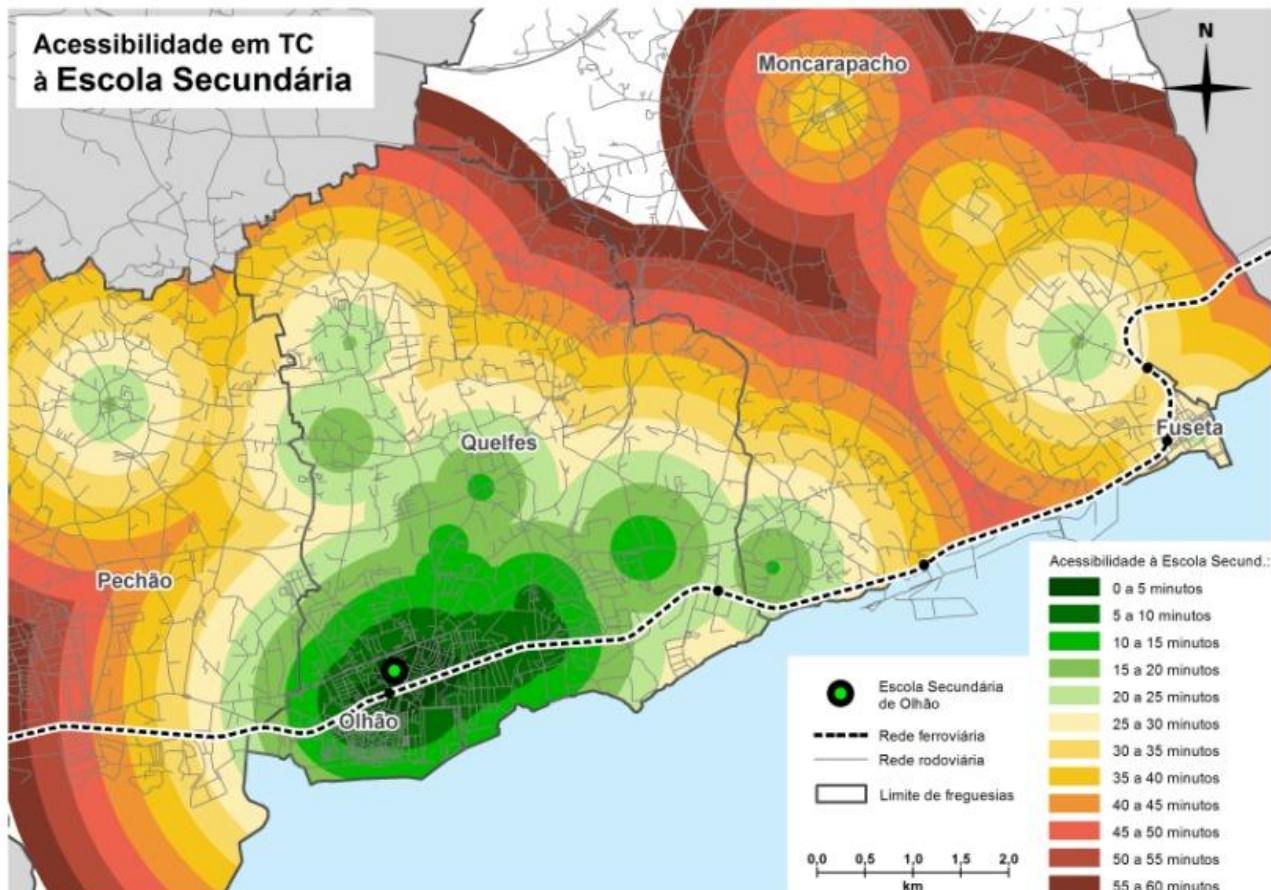 Acessibilidade em TC
à Escola Secundária
Moncarapacho
N
Quelfes
Fuseta
Pechão
Olhão
Escola Secundária
de Olhão
Rede ferroviária
Rede rodoviária
Limite de freguesias
0,0 0,5 1,0 1,5 2,0
km
Acessibilidade à Escola Secund.:
0 a 5 minutos
5 a 10 minutos
10 a 15 minutos
15 a 20 minutos
20 a 25 minutos
25 a 30 minutos
30 a 35 minutos
35 a 40 minutos
40 a 45 minutos
45 a 50 minutos
50 a 55 minutos
55 a 60 minutos